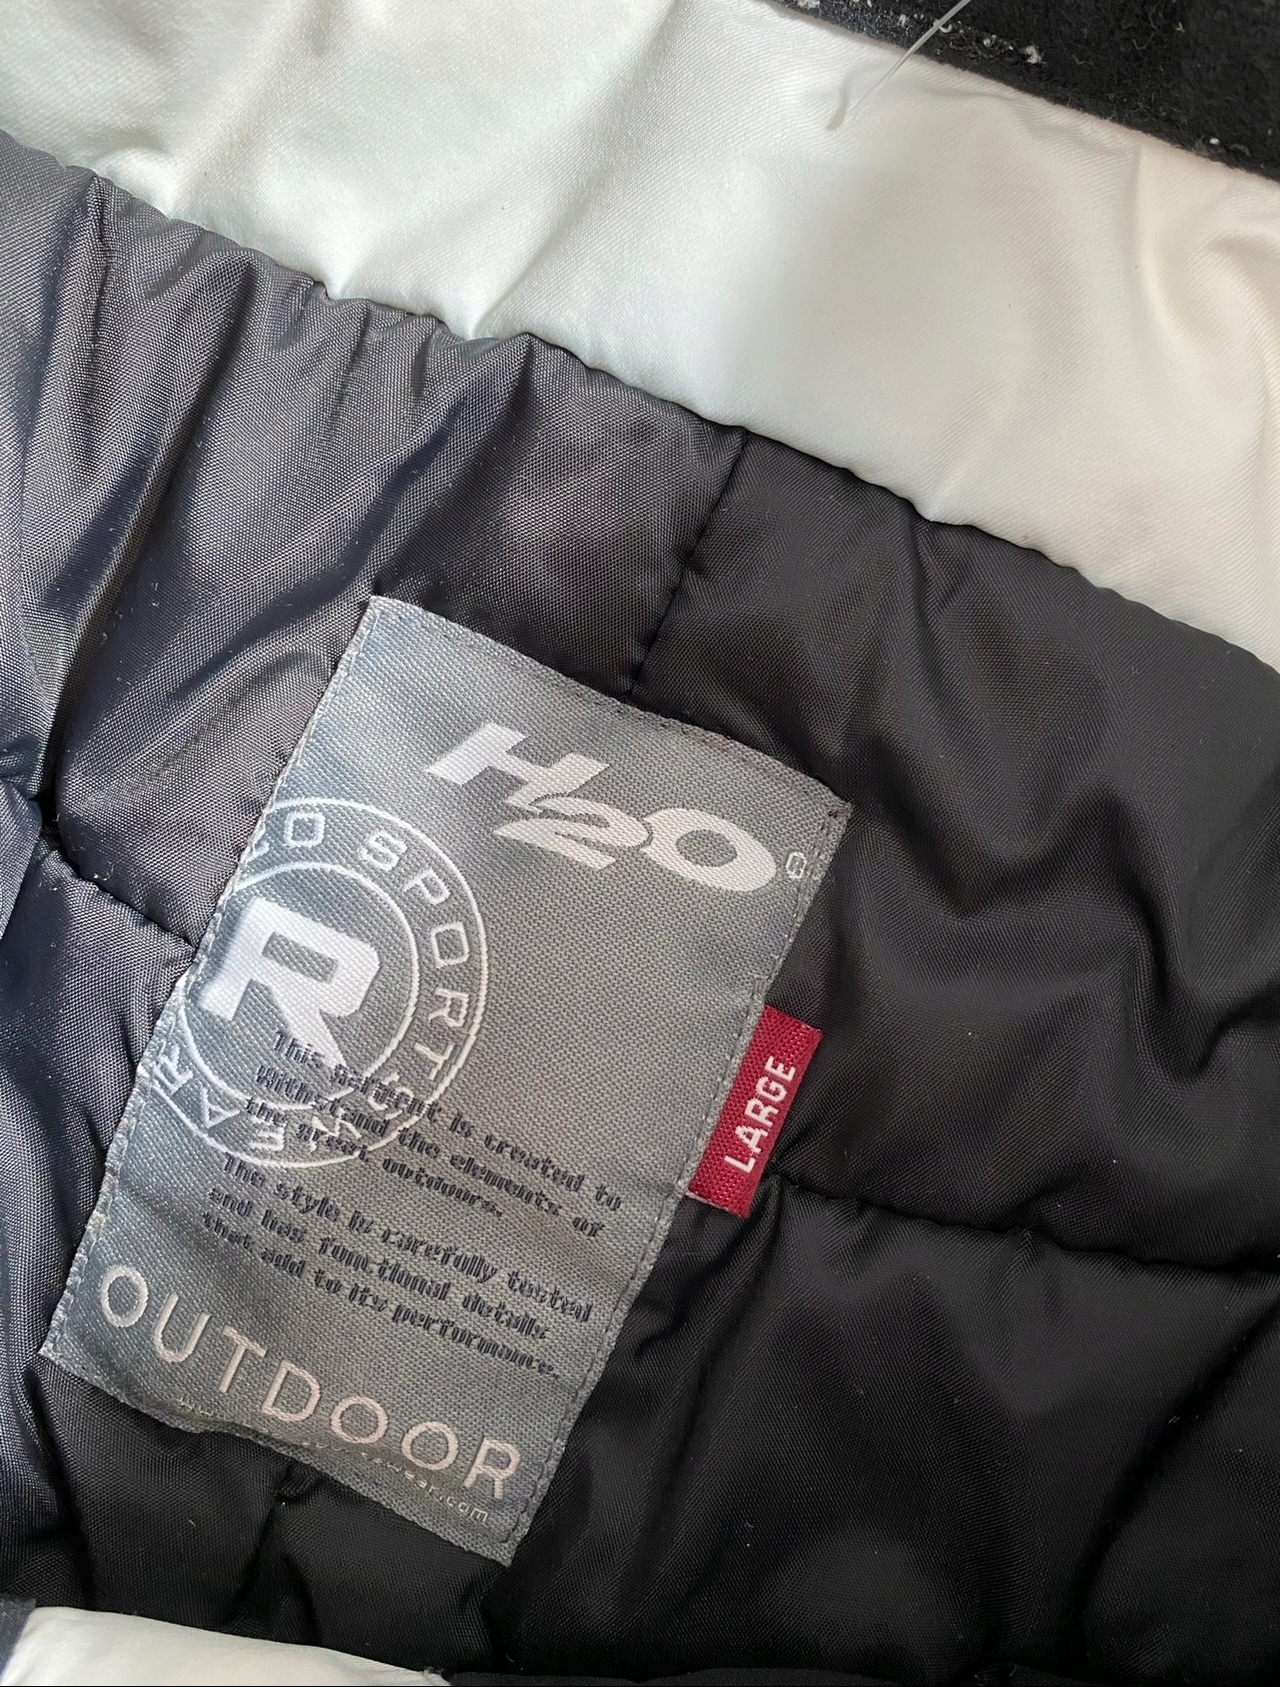 H2O
SPORTSWEAR
R
This garment is created to
withstand the elements of
the great outdoors.
The style is carefully tested
and has functional details
that add to its performance.
OUTDOOR
LARGE